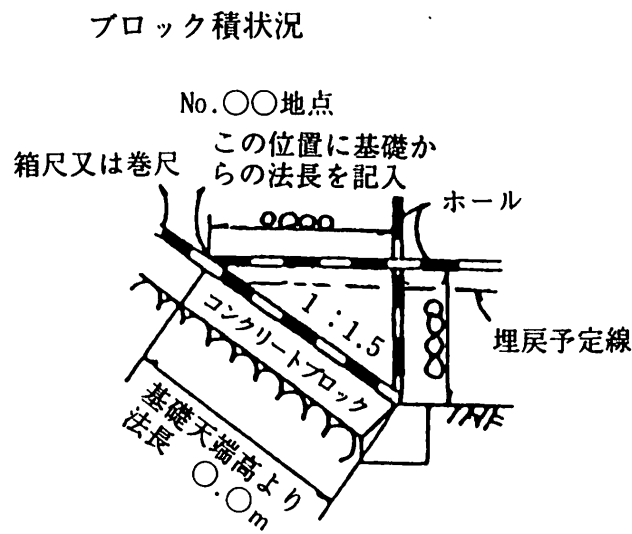 ブロック積状況
No.○○地点
この位置に基礎か
らの法長を記入
箱尺又は巻尺
ホール
○○○○
1:1.5
○○○○
コンクリートブロック
埋戻予定線
基礎天端高より
法長 ○.○m